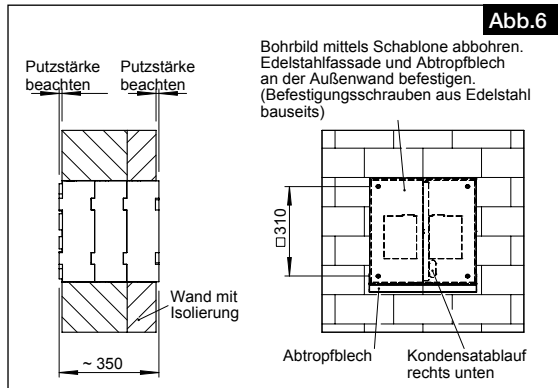 Abb.6
Bohrbild mittels Schablone abbohren.
Edelstahlfassade und Abtropfblech
an der Außenwand befestigen.
(Befestigungsschrauben aus Edelstahl
bauseits)
Putzstärke
beachten
Putzstärke
beachten
□310
Wand mit
Isolierung
~ 350
Abtropfblech
Kondensatablauf
rechts unten